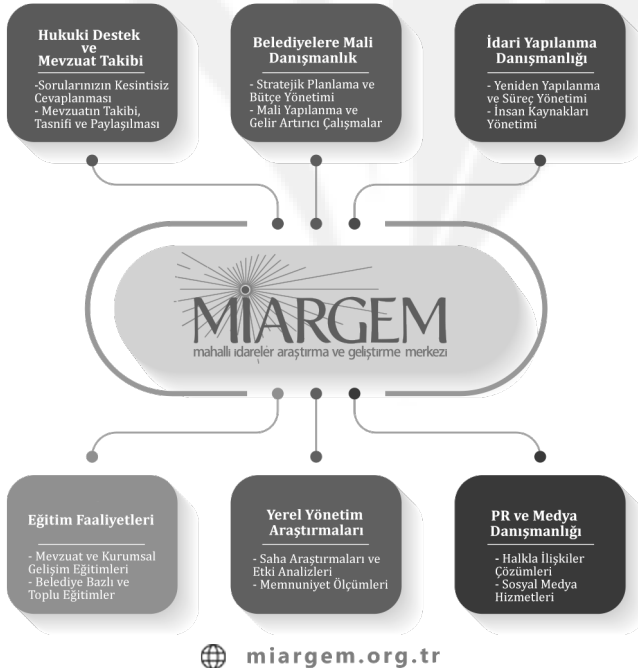 Hukuki Destek
ve
Mevzuat Takibi
-Sorularınızın Kesintisiz
Cevaplanması
- Mevzuatın Takibi,
Tasnifi ve Paylaşılması
Belediyelere Mali
Danışmanlık
- Stratejik Planlama ve
Bütçe Yönetimi
- Mali Yapılanma ve
Gelir Artırıcı Çalışmalar
İdari Yapılanma
Danışmanlığı
- Yeniden Yapılanma
ve Süreç Yönetimi
- İnsan Kaynakları
Yönetimi
MİARGEM
mahalli idareler araştırma ve geliştirme merkezi
Eğitim Faaliyetleri
- Mevzuat ve Kurumsal
Gelişim Eğitimleri
- Belediye Bazlı ve
Toplu Eğitimler
Yerel Yönetim
Araştırmaları
- Saha Araştırmaları ve
Etki Analizleri
- Memnuniyet Ölçümleri
PR ve Medya
Danışmanlığı
- Halkla İlişkiler
Çözümleri
- Sosyal Medya
Hizmetleri
miargem.org.tr